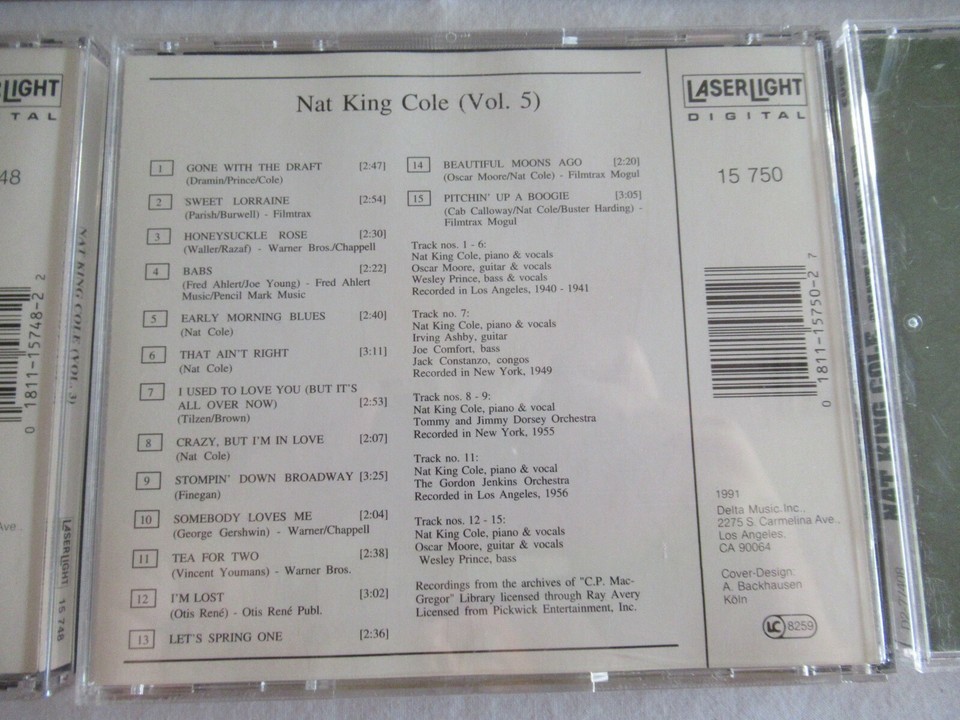 RLIGHT
TAL
48
0 1811-15748-2 2
Ave..
NAT KING COLE (VOL. 3)
LASERLIGHT 15 748
Nat King Cole (Vol. 5)
1 GONE WITH THE DRAFT [2:47]
(Dramin/Prince/Cole)
2 SWEET LORRAINE [2:54]
(Parish/Burwell) - Filmtrax
3 HONEYSUCKLE ROSE [2:30]
(Waller/Razaf) - Warner Bros./Chappell
4 BABS [2:22]
(Fred Ahlert/Joe Young) - Fred Ahlert
Music/Pencil Mark Music
5 EARLY MORNING BLUES [2:40]
(Nat Cole)
6 THAT AIN'T RIGHT [3:11]
(Nat Cole)
7 I USED TO LOVE YOU (BUT IT'S
ALL OVER NOW) [2:53]
(Tilzen/Brown)
8 CRAZY, BUT I'M IN LOVE [2:07]
(Nat Cole)
9 STOMPIN' DOWN BROADWAY [3:25]
(Finegan)
10 SOMEBODY LOVES ME [2:04]
(George Gershwin) - Warner/Chappell
11 TEA FOR TWO [2:38]
(Vincent Youmans) - Warner Bros.
12 I'M LOST [3:02]
(Otis René) - Otis René Publ.
13 LET'S SPRING ONE [2:36]
14 BEAUTIFUL MOONS AGO [2:20]
(Oscar Moore/Nat Cole) - Filmtrax Mogul
15 PITCHIN' UP A BOOGIE [3:05]
(Cab Calloway/Nat Cole/Buster Harding) -
Filmtrax Mogul
Track nos. 1 - 6:
Nat King Cole, piano & vocals
Oscar Moore, guitar & vocals
Wesley Prince, bass & vocals
Recorded in Los Angeles, 1940 - 1941
Track no. 7:
Nat King Cole, piano & vocals
Irving Ashby, guitar
Joe Comfort, bass
Jack Constanzo, congos
Recorded in New York, 1949
Track nos. 8 - 9:
Nat King Cole, piano & vocal
Tommy and Jimmy Dorsey Orchestra
Recorded in New York, 1955
Track no. 11:
Nat King Cole, piano & vocal
The Gordon Jenkins Orchestra
Recorded in Los Angeles, 1956
Track nos. 12 - 15:
Nat King Cole, piano & vocals
Oscar Moore, guitar & vocals
Wesley Prince, bass
Recordings from the archives of "C.P. Mac-
Gregor" Library licensed through Ray Avery
Licensed from Pickwick Entertainment, Inc.
LASERLIGHT
DIGITAL
15 750
0 1811-15750-2 7
1991
Delta Music Inc..
2275 S. Carmelina Ave..
Los Angeles,
CA 90064
Cover-Design:
A. Backhausen
Köln
LC 8259
NAT KING COLE